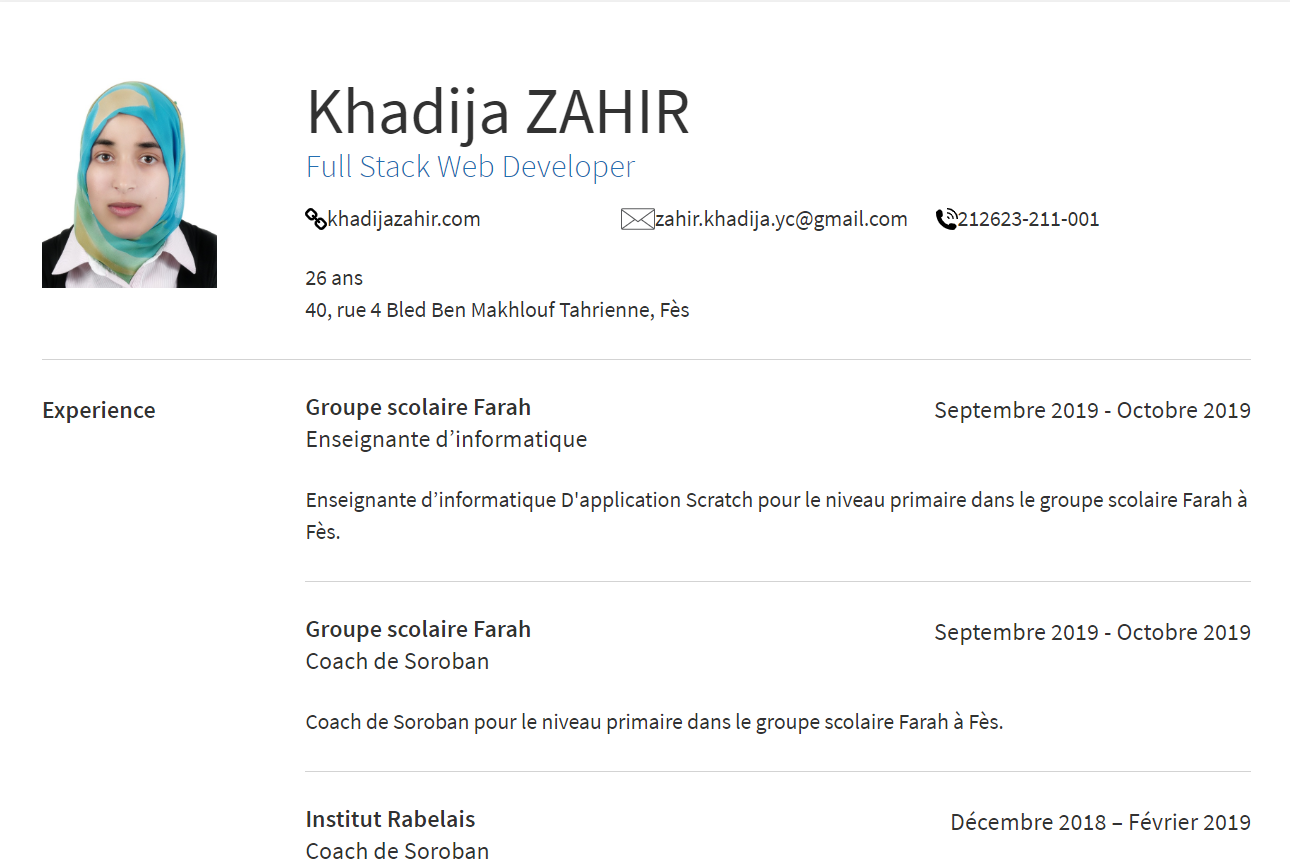 Khadija ZAHIR
Full Stack Web Developer
khadijazahir.com
zahir.khadija.yc@gmail.com
212623-211-001
26 ans
40, rue 4 Bled Ben Makhlouf Tahrienne, Fès
Experience
Groupe scolaire Farah
Septembre 2019 - Octobre 2019
Enseignante d’informatique
Enseignante d’informatique D'application Scratch pour le niveau primaire dans le groupe scolaire Farah à
Fès.
Groupe scolaire Farah
Septembre 2019 - Octobre 2019
Coach de Soroban
Coach de Soroban pour le niveau primaire dans le groupe scolaire Farah à Fès.
Institut Rabelais
Décembre 2018 – Février 2019
Coach de Soroban